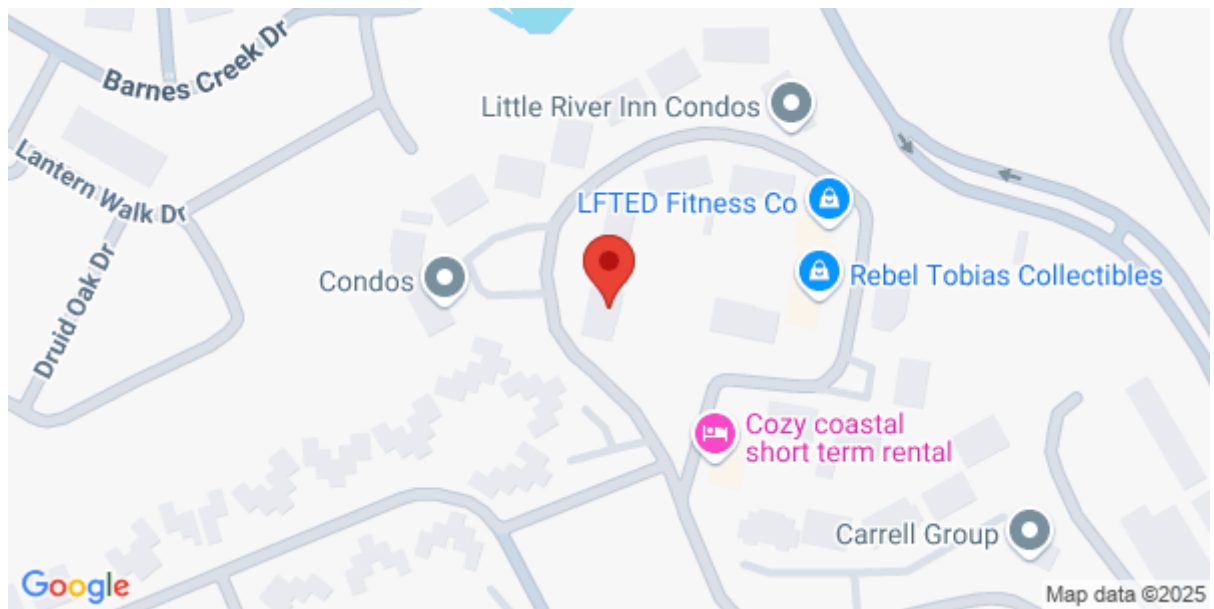 Barnes Creek Dr
Little River Inn Condos
Lantern Walk Dr
LFTED Fitness Co
Condos
Rebel Tobias Collectibles
Druid Oak Dr
Cozy coastal
short term rental
Carrell Group
Google
Map data ©2025